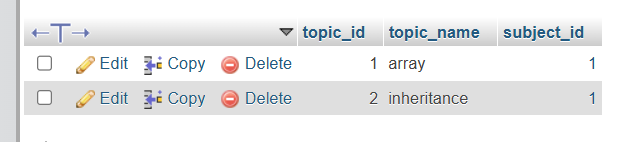 topic_id topic_name subject_id
Edit Copy Delete 1 array 1
Edit Copy Delete 2 inheritance 1